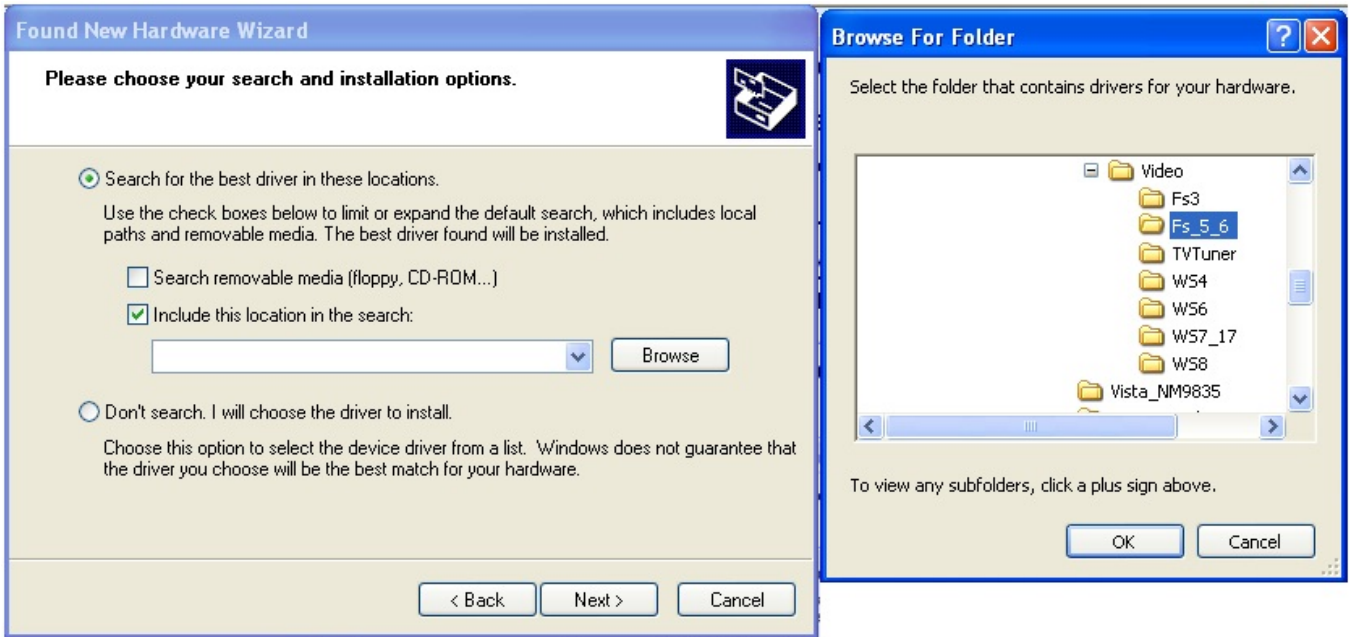 Found New Hardware Wizard
Please choose your search and installation options.
Search for the best driver in these locations.
Use the check boxes below to limit or expand the default search, which includes local
paths and removable media. The best driver found will be installed.
Search removable media (floppy, CD-ROM...)
Include this location in the search:
Browse
Don't search. I will choose the driver to install.
Choose this option to select the device driver from a list. Windows does not guarantee that
the driver you choose will be the best match for your hardware.
< Back
Next >
Cancel
Browse For Folder
Select the folder that contains drivers for your hardware.
Video
Fs3
Fs_5_6
TVTuner
WS4
WS6
WS7_17
WS8
Vista_NM9835
To view any subfolders, click a plus sign above.
OK
Cancel